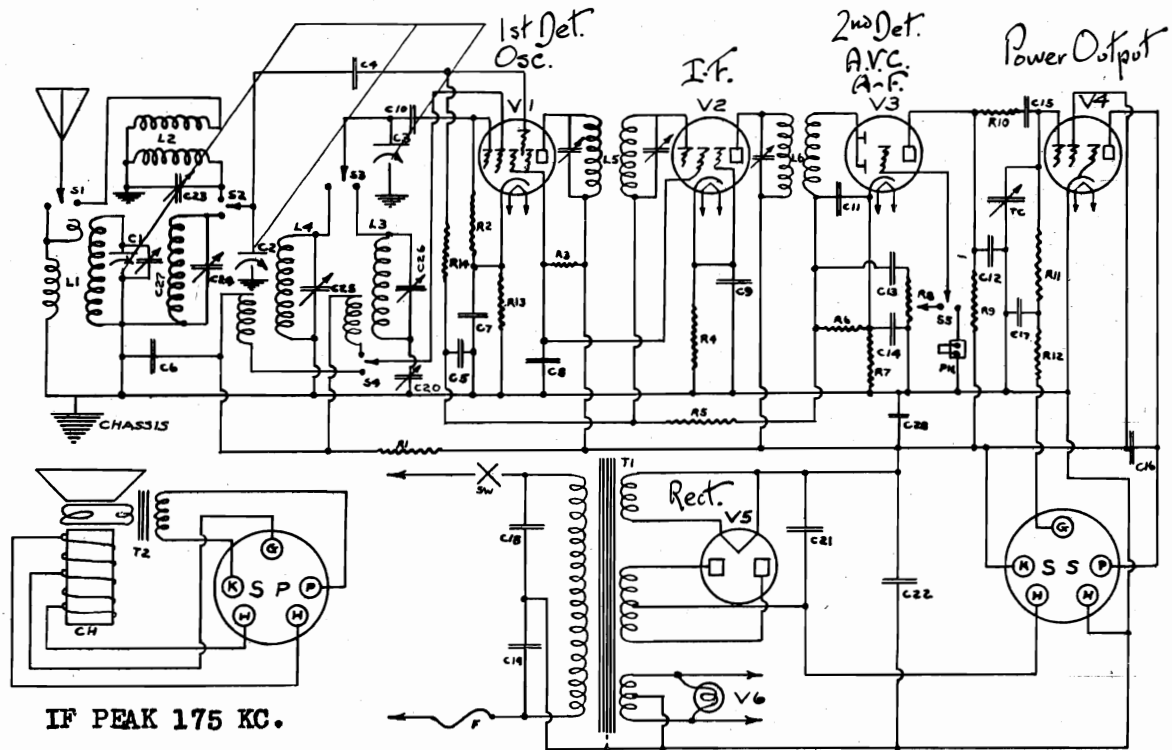 1st Det.
Osc.
I.F.
2nd Det.
A.V.C.
A-F.
Power Output
V1
V2
V3
V4
C4
C10
C3
R10
C15
L2
C23
S1
S2
S3
L5
L6
C11
TC
L1
C1
C27
C24
C2
L4
L3
C25
C26
R14
R2
R13
R3
C9
C13
R8
S5
C12
R11
C6
S4
C20
C5
C7
C8
R4
R6
C14
R7
PH
R9
C17
R12
CHASSIS
R5
C28
R1
C16
SW
T1
Rect.
V5
C18
C21
C22
G
K S S P
H H
T2
G
K S P P
H H
CH
C19
F
V6
IF PEAK 175 KC.